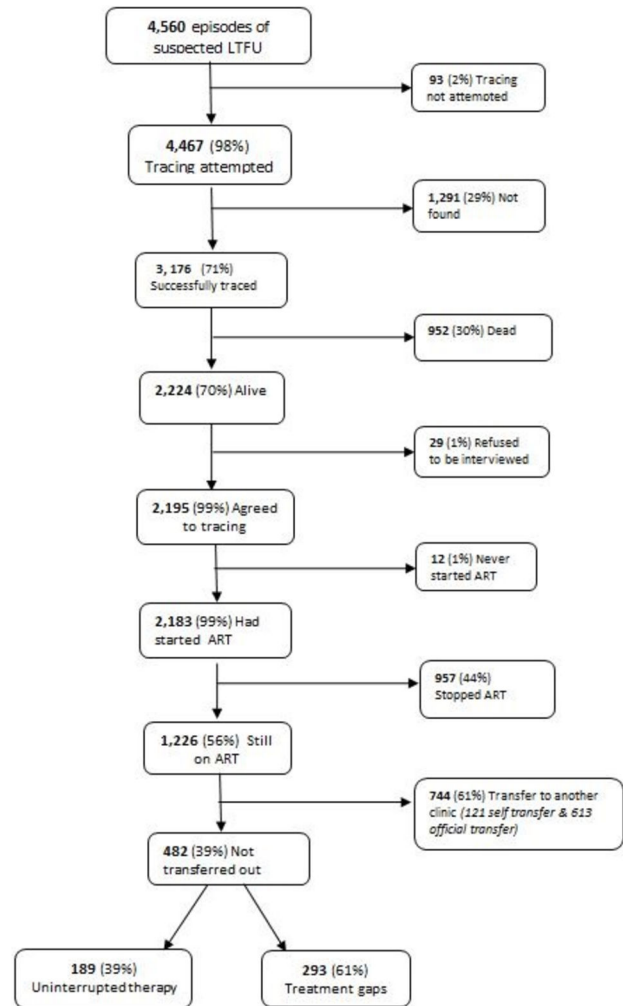 4,560 episodes of
suspected LTFU
93 (2%) Tracing
not attempted
4,467 (98%)
Tracing attempted
1,291 (29%) Not
found
3, 176 (71%)
Successfully traced
952 (30%) Dead
2,224 (70%) Alive
29 (1%) Refused
to be interviewed
2,195 (99%) Agreed
to tracing
12 (1%) Never
started ART
2,183 (99%) Had
started ART
957 (44%)
Stopped ART
1,226 (56%) Still
on ART
744 (61%) Transfer to another
clinic (121 self transfer & 613
official transfer)
482 (39%) Not
transferred out
189 (39%)
Uninterrupted therapy
293 (61%)
Treatment gaps